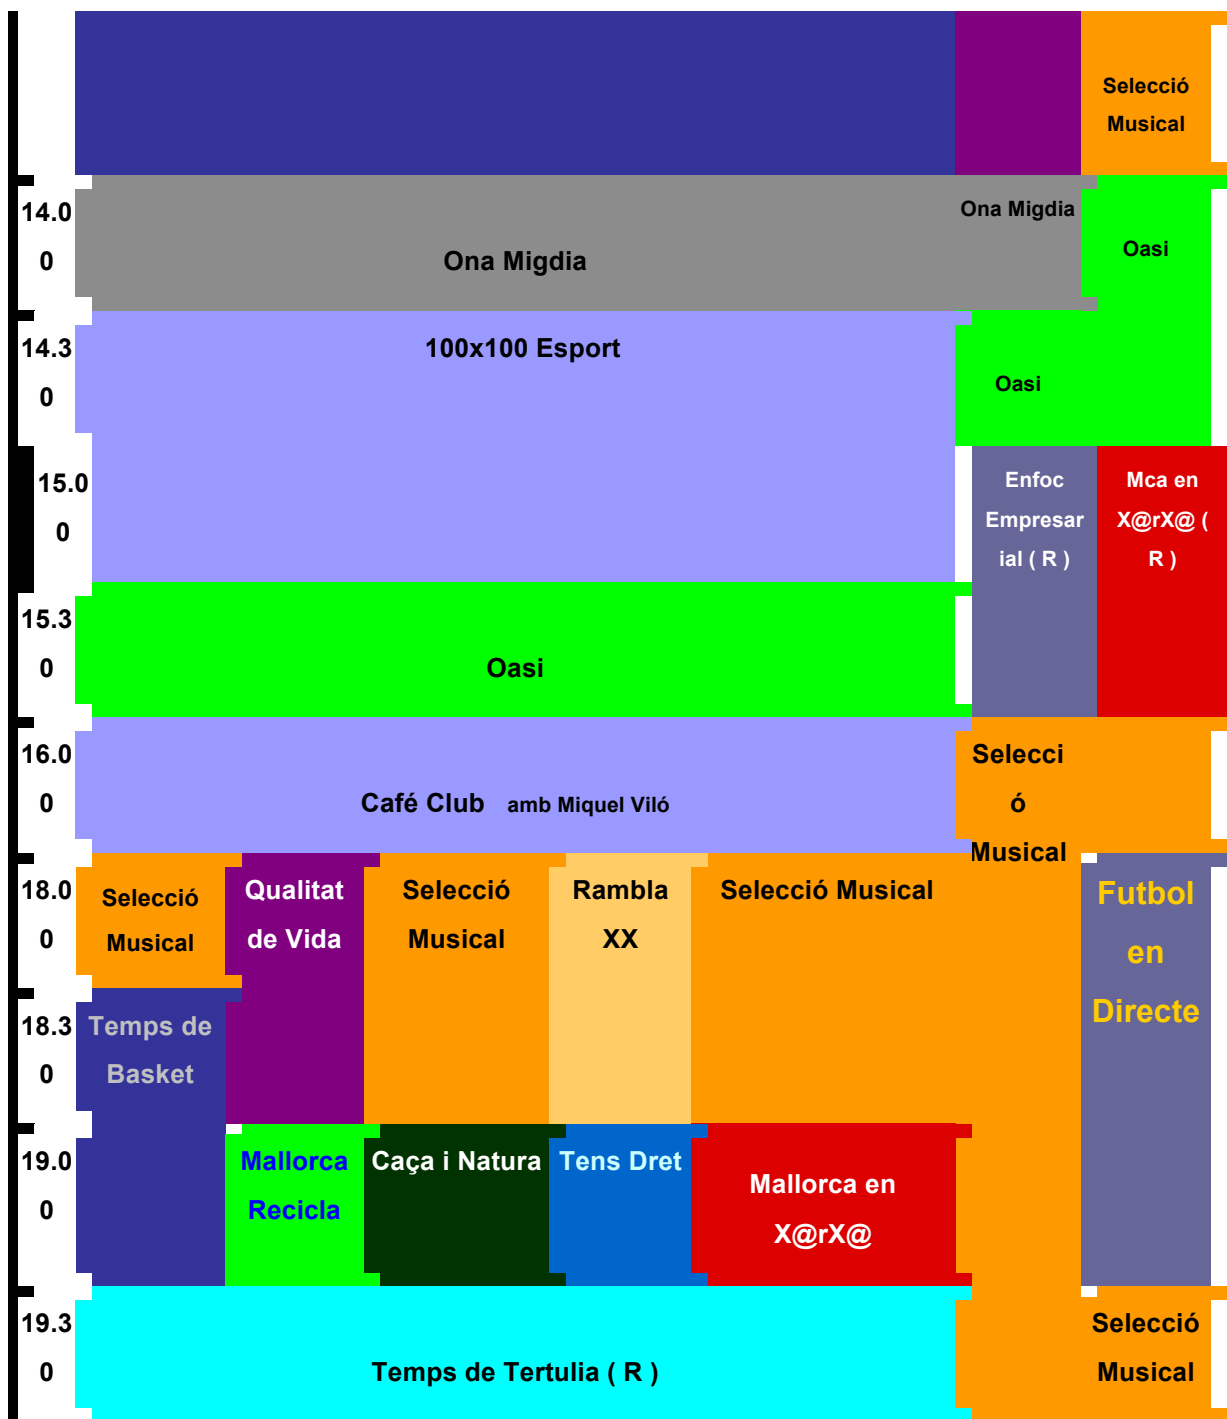 Selecció
Musical
14.0
0
Ona Migdia
Ona Migdia
Oasi
14.3
0
100x100 Esport
Oasi
15.0
0
Enfoc
Empresar
ial ( R )
Mca en
X@rX@ (
R )
15.3
0
Oasi
16.0
0
Café Club amb Miquel Viló
Selecci
ó
Musical
18.0
0
Selecció
Musical
Qualitat
de Vida
Selecció
Musical
Rambla
XX
Selecció Musical
Futbol
en
Directe
18.3
0
Temps de
Basket
19.0
0
Mallorca
Recicla
Caça i Natura
Tens Dret
Mallorca en
X@rX@
19.3
0
Temps de Tertulia ( R )
Selecció
Musical